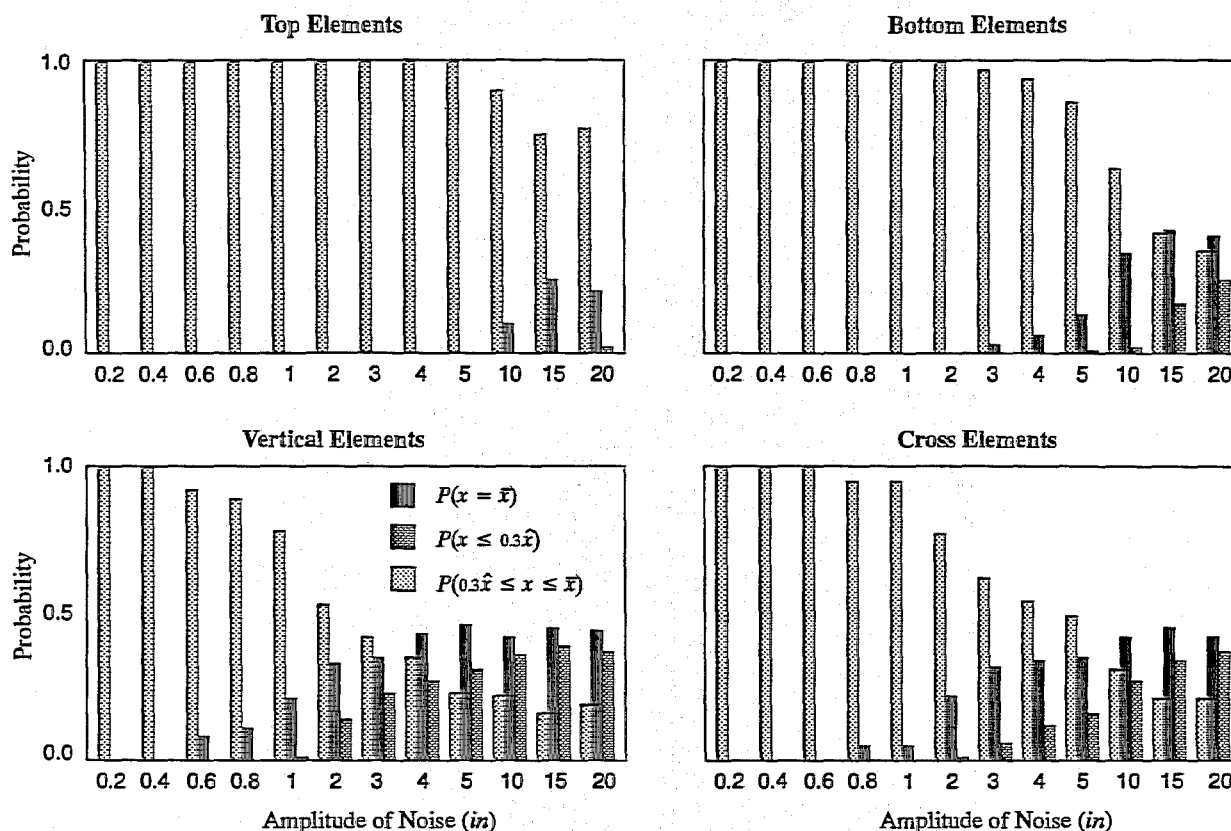 Top Elements
Bottom Elements
Probability
1.0
0.5
0.0
0.2 0.4 0.6 0.8 1 2 3 4 5 10 15 20
0.2 0.4 0.6 0.8 1 2 3 4 5 10 15 20
Vertical Elements
Cross Elements
Probability
1.0
0.5
0.0
P(x = x̄)
P(x ≤ 0.3x̂)
P(0.3x̂ ≤ x ≤ x̄)
0.2 0.4 0.6 0.8 1 2 3 4 5 10 15 20
0.2 0.4 0.6 0.8 1 2 3 4 5 10 15 20
Amplitude of Noise (in)
Amplitude of Noise (in)